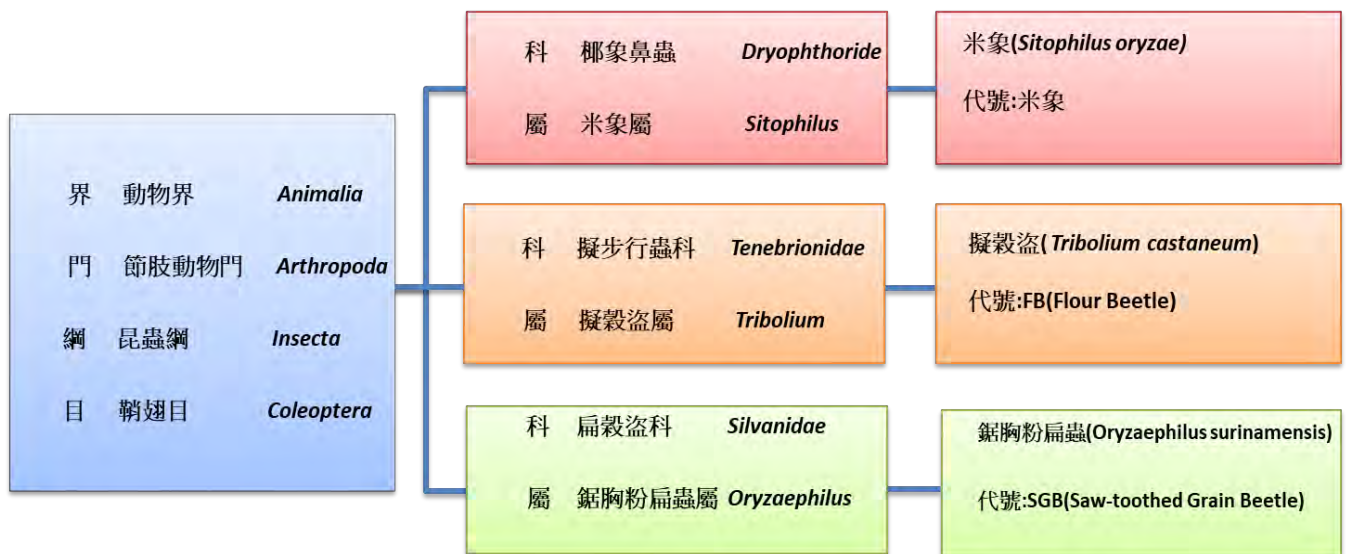 界 動物界 Animalia
門 節肢動物門 Arthropoda
綱 昆蟲綱 Insecta
目 鞘翅目 Coleoptera
科 椰象鼻蟲 Dryophthoride
屬 米象屬 Sitophilus
米象(Sitophilus oryzae)
代號:米象
科 擬步行蟲科 Tenebrionidae
屬 擬穀盜屬 Tribolium
擬穀盜( Tribolium castaneum)
代號:FB(Flour Beetle)
科 扁穀盜科 Silvanidae
屬 鋸胸粉扁蟲屬 Oryzaephilus
鋸胸粉扁蟲(Oryzaephilus surinamensis)
代號:SGB(Saw-toothed Grain Beetle)